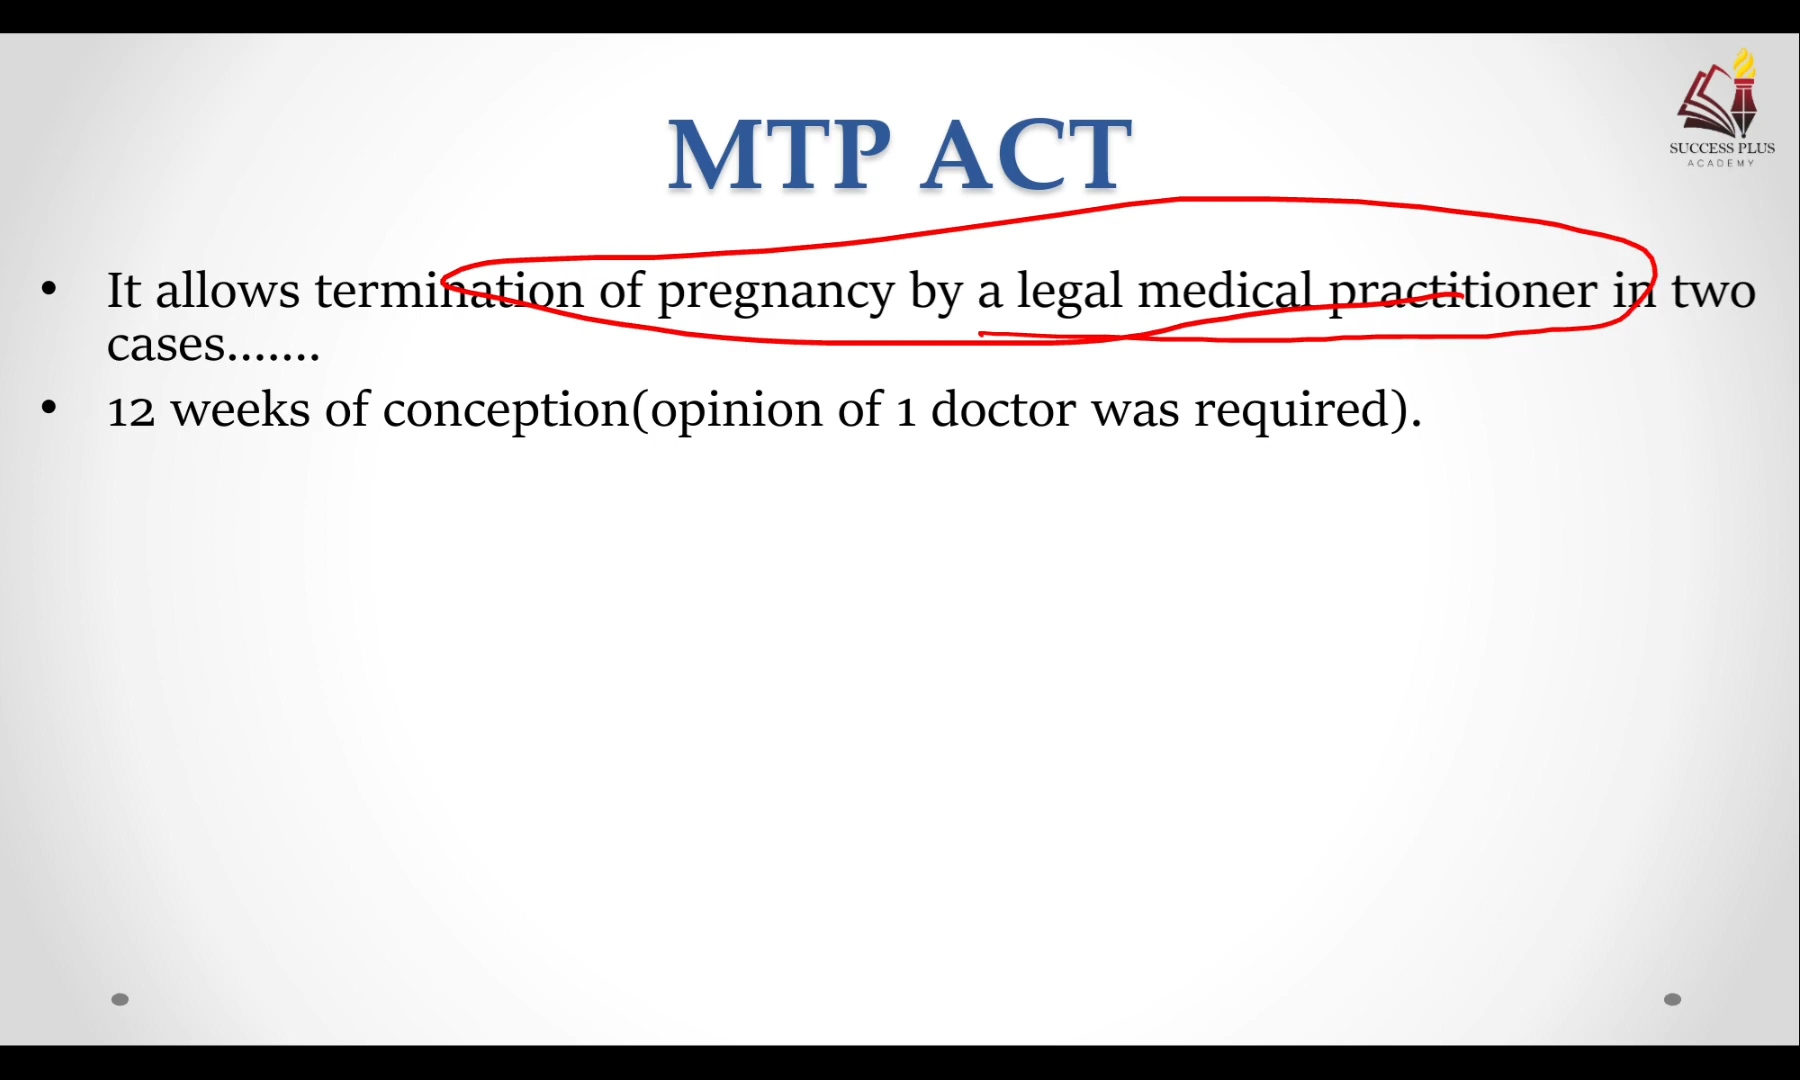 SUCCESS PLUS
ACADEMY
MTP ACT
• It allows termination of pregnancy by a legal medical practitioner in two
cases.......
• 12 weeks of conception(opinion of 1 doctor was required).